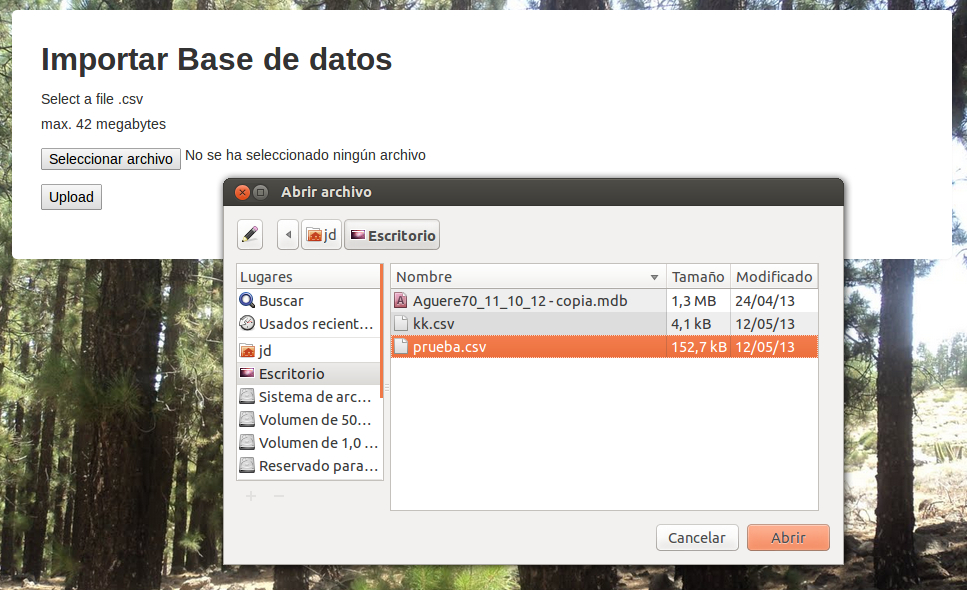 Importar Base de datos
Select a file .csv
max. 42 megabytes
Seleccionar archivo No se ha seleccionado ningún archivo
Upload
Abrir archivo
jd Escritorio
Lugares
Buscar
Usados recient...
jd
Escritorio
Sistema de arc...
Volumen de 50...
Volumen de 1,0 ...
Reservado para...
Nombre Tamaño Modificado
Aguere70_11_10_12 - copia.mdb 1,3 MB 24/04/13
kk.csv 4,1 kB 12/05/13
prueba.csv 152,7 kB 12/05/13
Cancelar Abrir